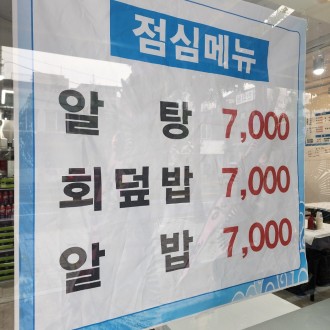 점심메뉴
알 탕 7,000
회덮밥 7,000
알 밥 7,000